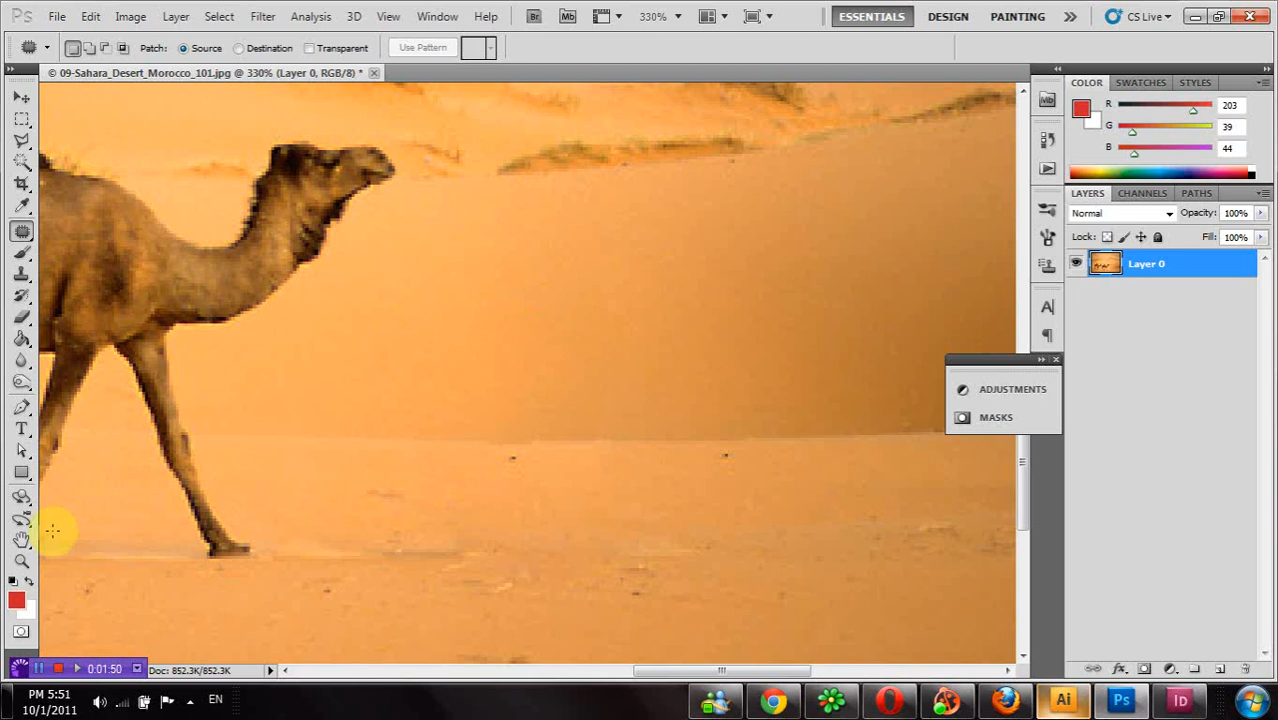 Ps File Edit Image Layer Select Filter Analysis 3D View Window Help Br Mb 330% ESSENTIALS DESIGN PAINTING CS Live
Patch: Source Destination Transparent Use Pattern
© 09-Sahara_Desert_Morocco_101.jpg @ 330% (Layer 0, RGB/8) *
COLOR SWATCHES STYLES
Mb
R 203
G 39
B 44
LAYERS CHANNELS PATHS
Normal Opacity: 100%
Lock: Fill: 100%
Layer 0
A
ADJUSTMENTS
MASKS
T
0:01:50 Doc: 852.3K/852.3K
PM 5:51
10/1/2011
EN
Ai Ps Id